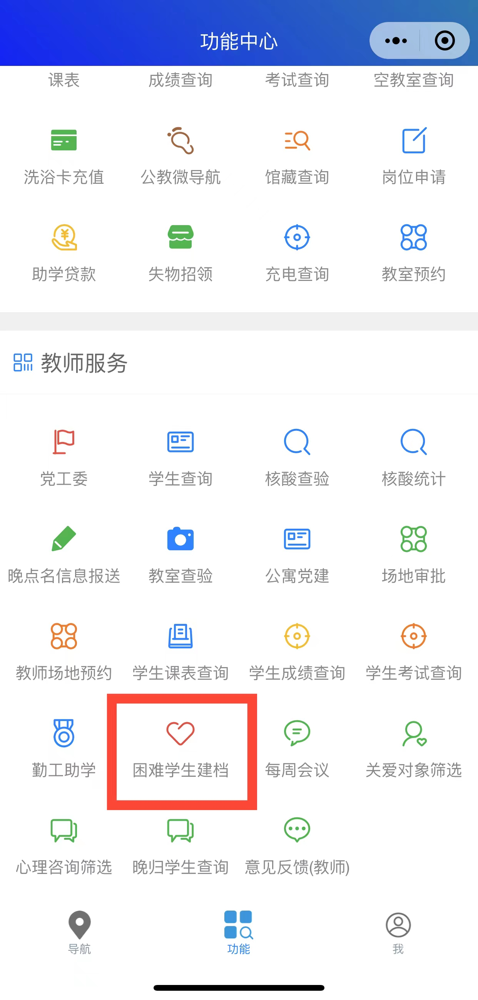 功能中心
课表 成绩查询 考试查询 空教室查询
洗浴卡充值 公教微导航 馆藏查询 岗位申请
助学贷款 失物招领 充电查询 教室预约
教师服务
党工委 学生查询 核酸查验 核酸统计
晚点名信息报送 教室查验 公寓党建 场地审批
教师场地预约 学生课表查询 学生成绩查询 学生考试查询
勤工助学 困难学生建档 每周会议 关爱对象筛选
心理咨询筛选 晚归学生查询 意见反馈(教师)
导航 功能 我